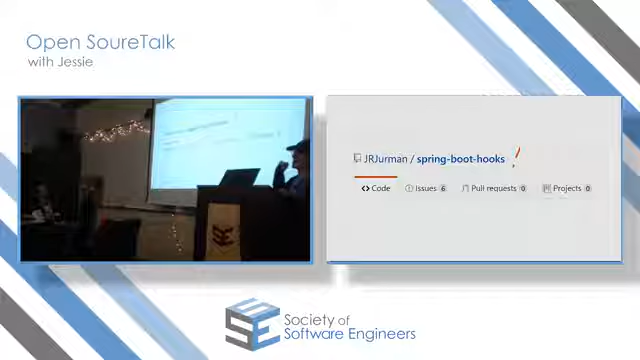 Open SoureTalk
with Jessie
JRJurman / spring-boot-hooks
Code Issues 6 Pull requests 0 Projects 0
SSE
Society of
Software Engineers